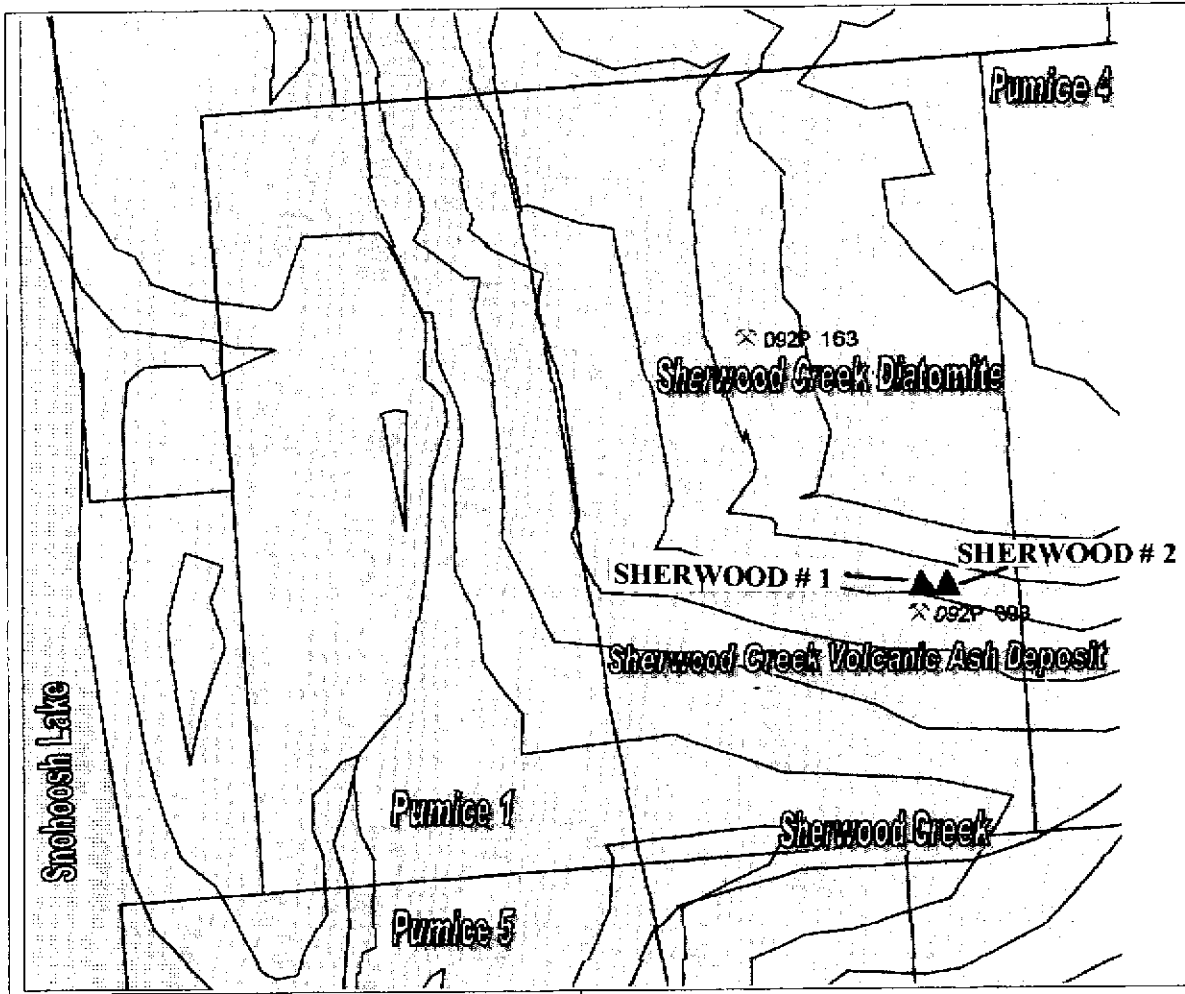 Pumice 4
092P 163
Sherwood Creek Diatomite
SHERWOOD # 2
SHERWOOD # 1
092P
Sherwood Creek Volcanic Ash Deposit
Snohoosh Lake
Pumice 1
Sherwood Creek
Pumice 5